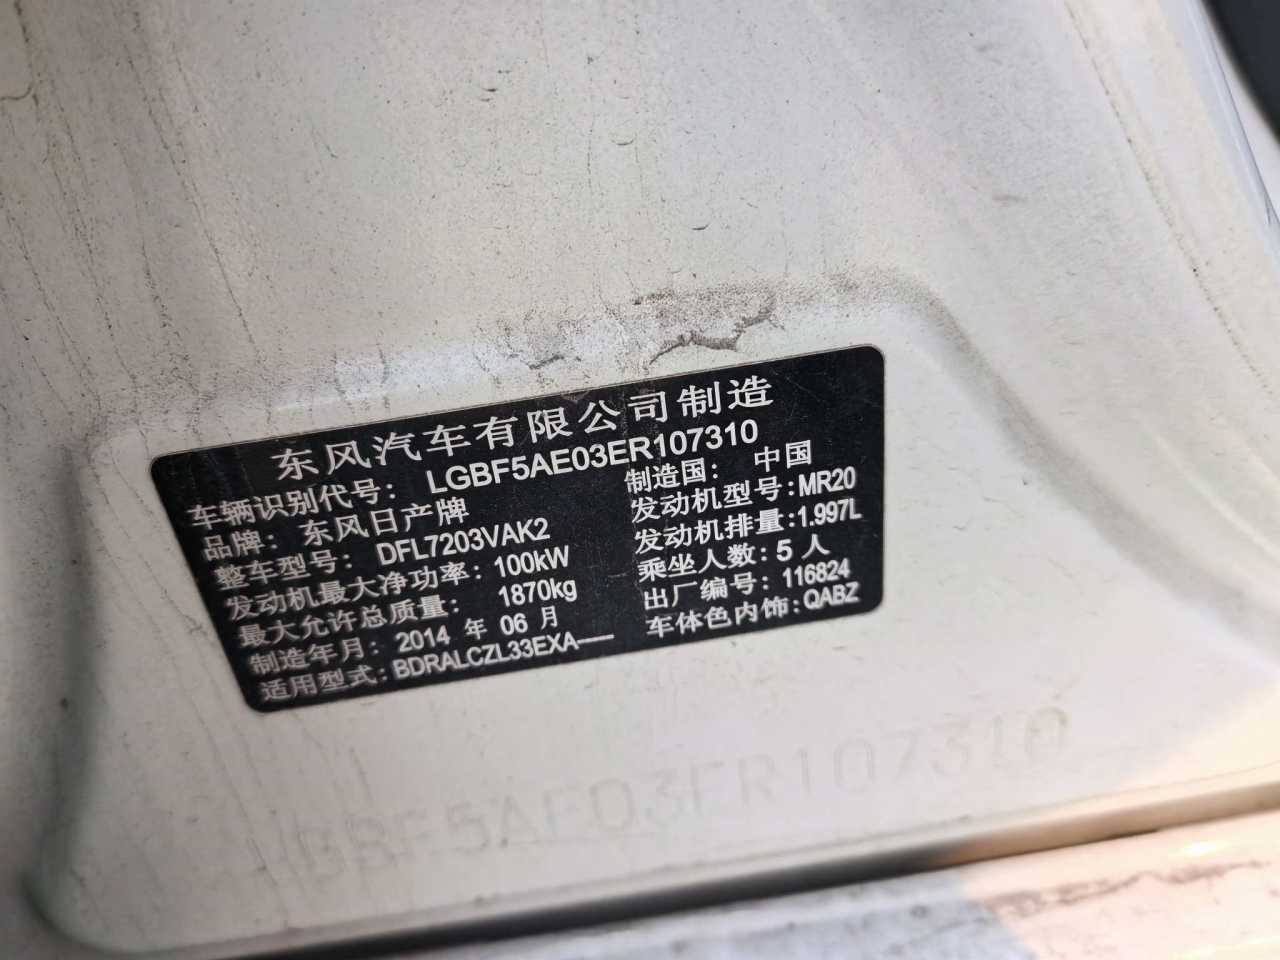 东风汽车有限公司制造
车辆识别代号: LGBF5AE03ER107310
品牌: 东风日产牌 制造国: 中国
整车型号: DFL7203VAK2 发动机型号:MR20
发动机最大净功率: 100kW 发动机排量:1.997L
最大允许总质量: 1870kg 乘坐人数:5 人
制造年月: 2014 年 06 月 出厂编号: 116824
适用型式:BDRALCZL33EXA— 车体色内饰:QABZ
LGBF5AE03ER107310